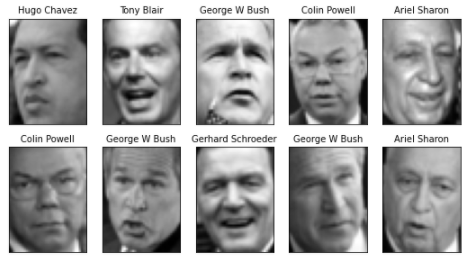 Hugo Chavez Tony Blair George W Bush Colin Powell Ariel Sharon
Colin Powell George W Bush Gerhard Schroeder George W Bush Ariel Sharon